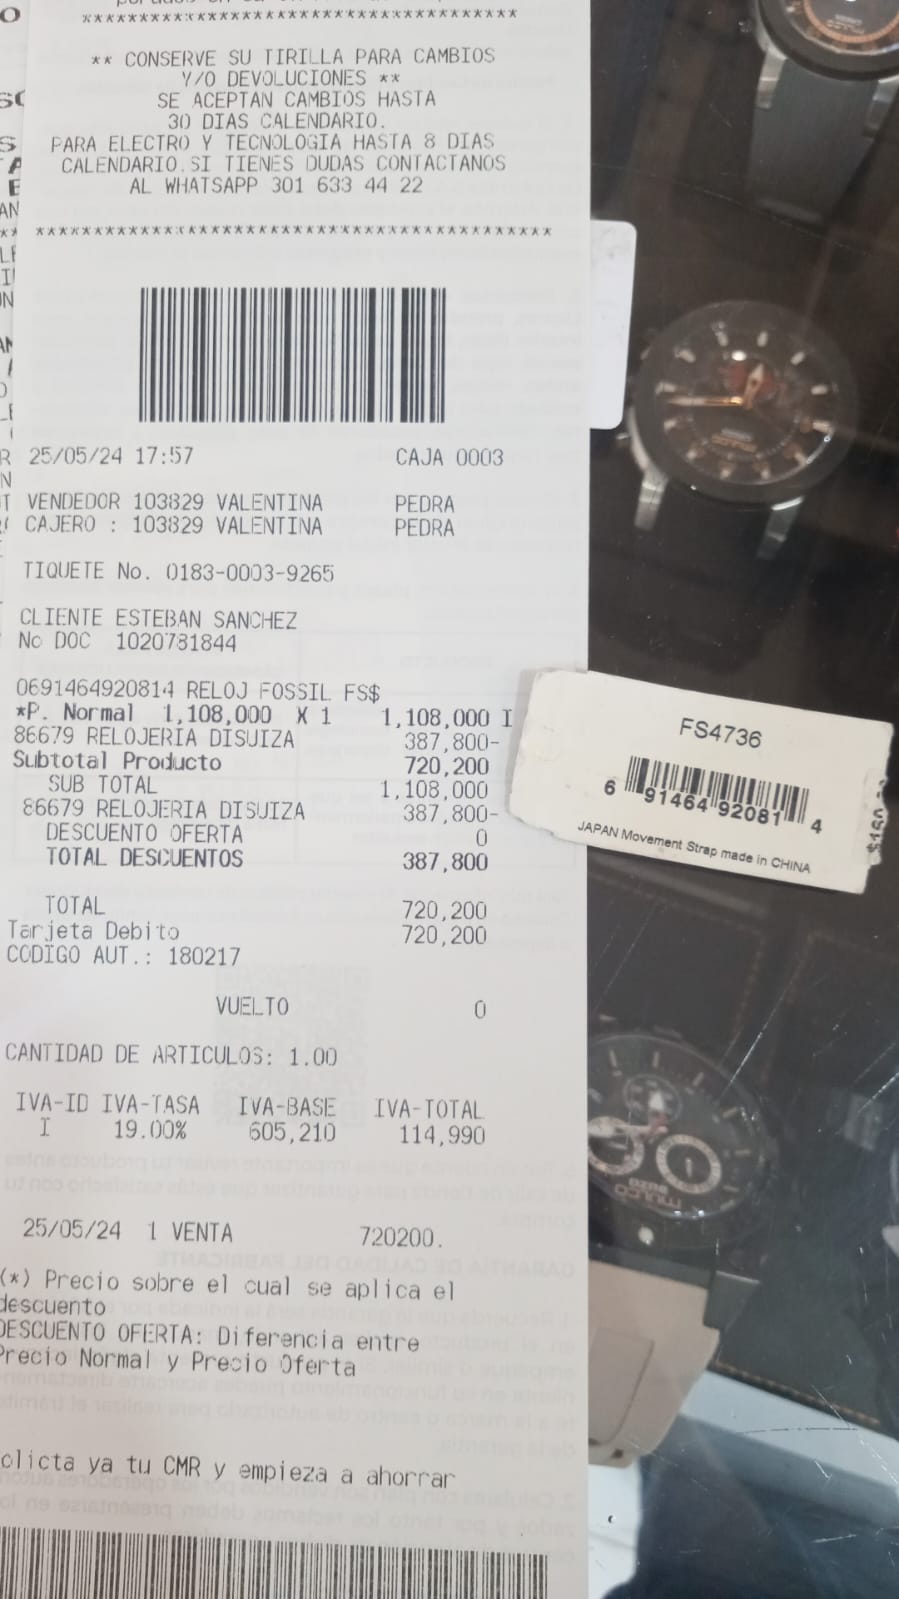 ** CONSERVE SU TIRILLA PARA CAMBIOS
Y/O DEVOLUCIONES **
SE ACEPTAN CAMBIOS HASTA
30 DIAS CALENDARIO.
PARA ELECTRO Y TECNOLOGIA HASTA 8 DIAS
CALENDARIO.SI TIENES DUDAS CONTACTANOS
AL WHATSAPP 301 633 44 22
25/05/24 17:57 CAJA 0003
VENDEDOR 103829 VALENTINA PEDRA
CAJERO : 103829 VALENTINA PEDRA
TIQUETE No. 0183-0003-9265
CLIENTE ESTEBAN SANCHEZ
No DOC 1020781844
0691464920814 RELOJ FOSSIL FS$
*P. Normal 1,108,000 X 1 1,108,000 I
86679 RELOJERIA DISUIZA 387,800-
Subtotal Producto 720,200
SUB TOTAL 1,108,000
86679 RELOJERIA DISUIZA 387,800-
DESCUENTO OFERTA 0
TOTAL DESCUENTOS 387,800
TOTAL 720,200
Tarjeta Debito 720,200
CODIGO AUT.: 180217
VUELTO 0
CANTIDAD DE ARTICULOS: 1.00
IVA-ID IVA-TASA IVA-BASE IVA-TOTAL
I 19.00% 605,210 114,990
25/05/24 1 VENTA 720200.
(*) Precio sobre el cual se aplica el
descuento
DESCUENTO OFERTA: Diferencia entre
Precio Normal y Precio Oferta
clicta ya tu CMR y empieza a ahorrar
FS4736
6 91464 92081 4
JAPAN Movement Strap made in CHINA